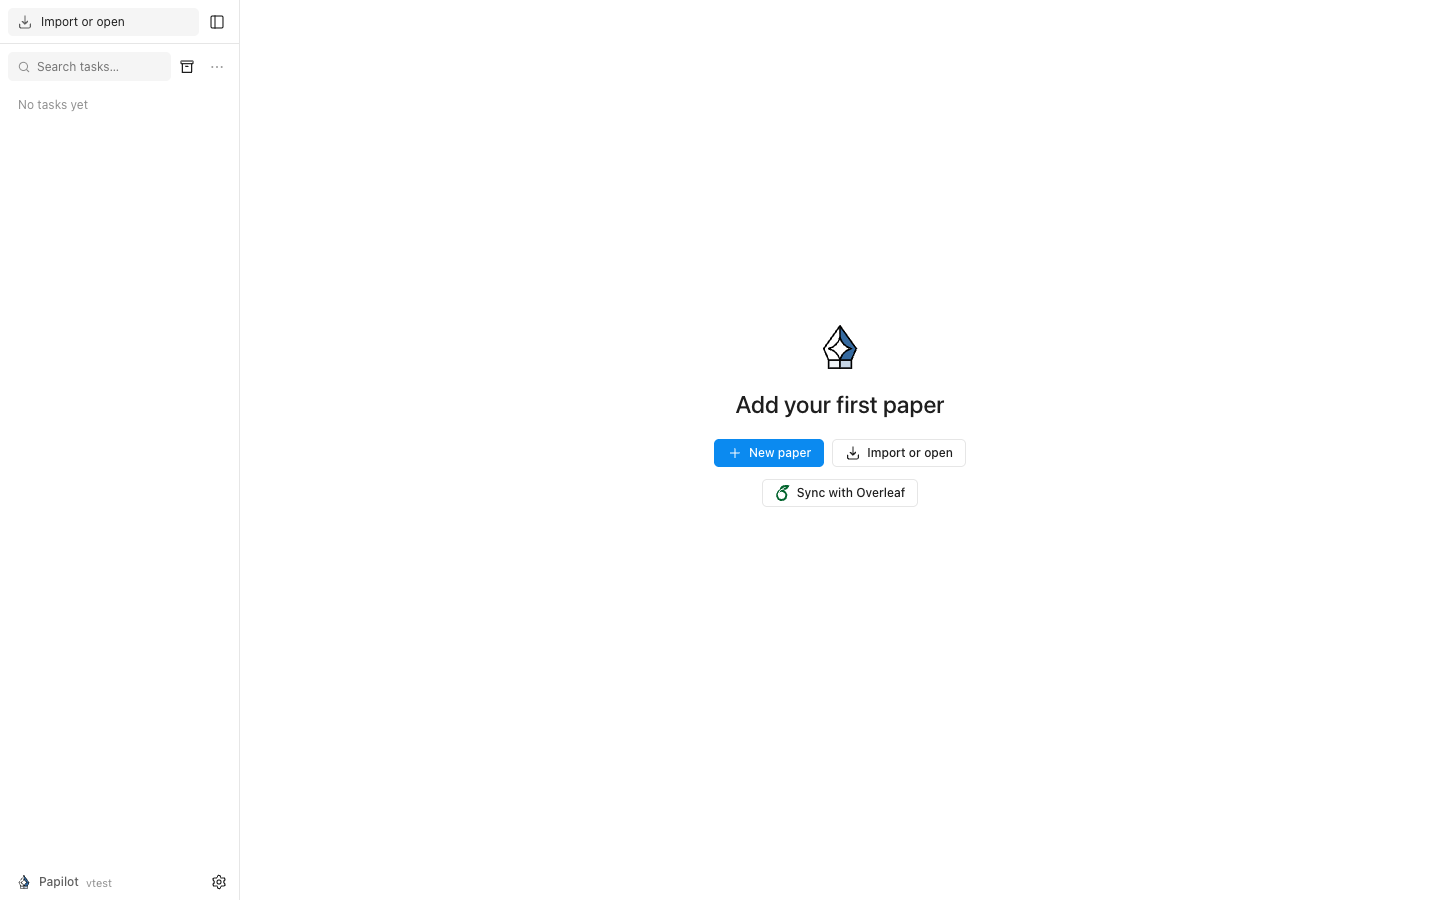 Import or open
Search tasks...
No tasks yet
Add your first paper
New paper
Import or open
Sync with Overleaf
Papilot vtest